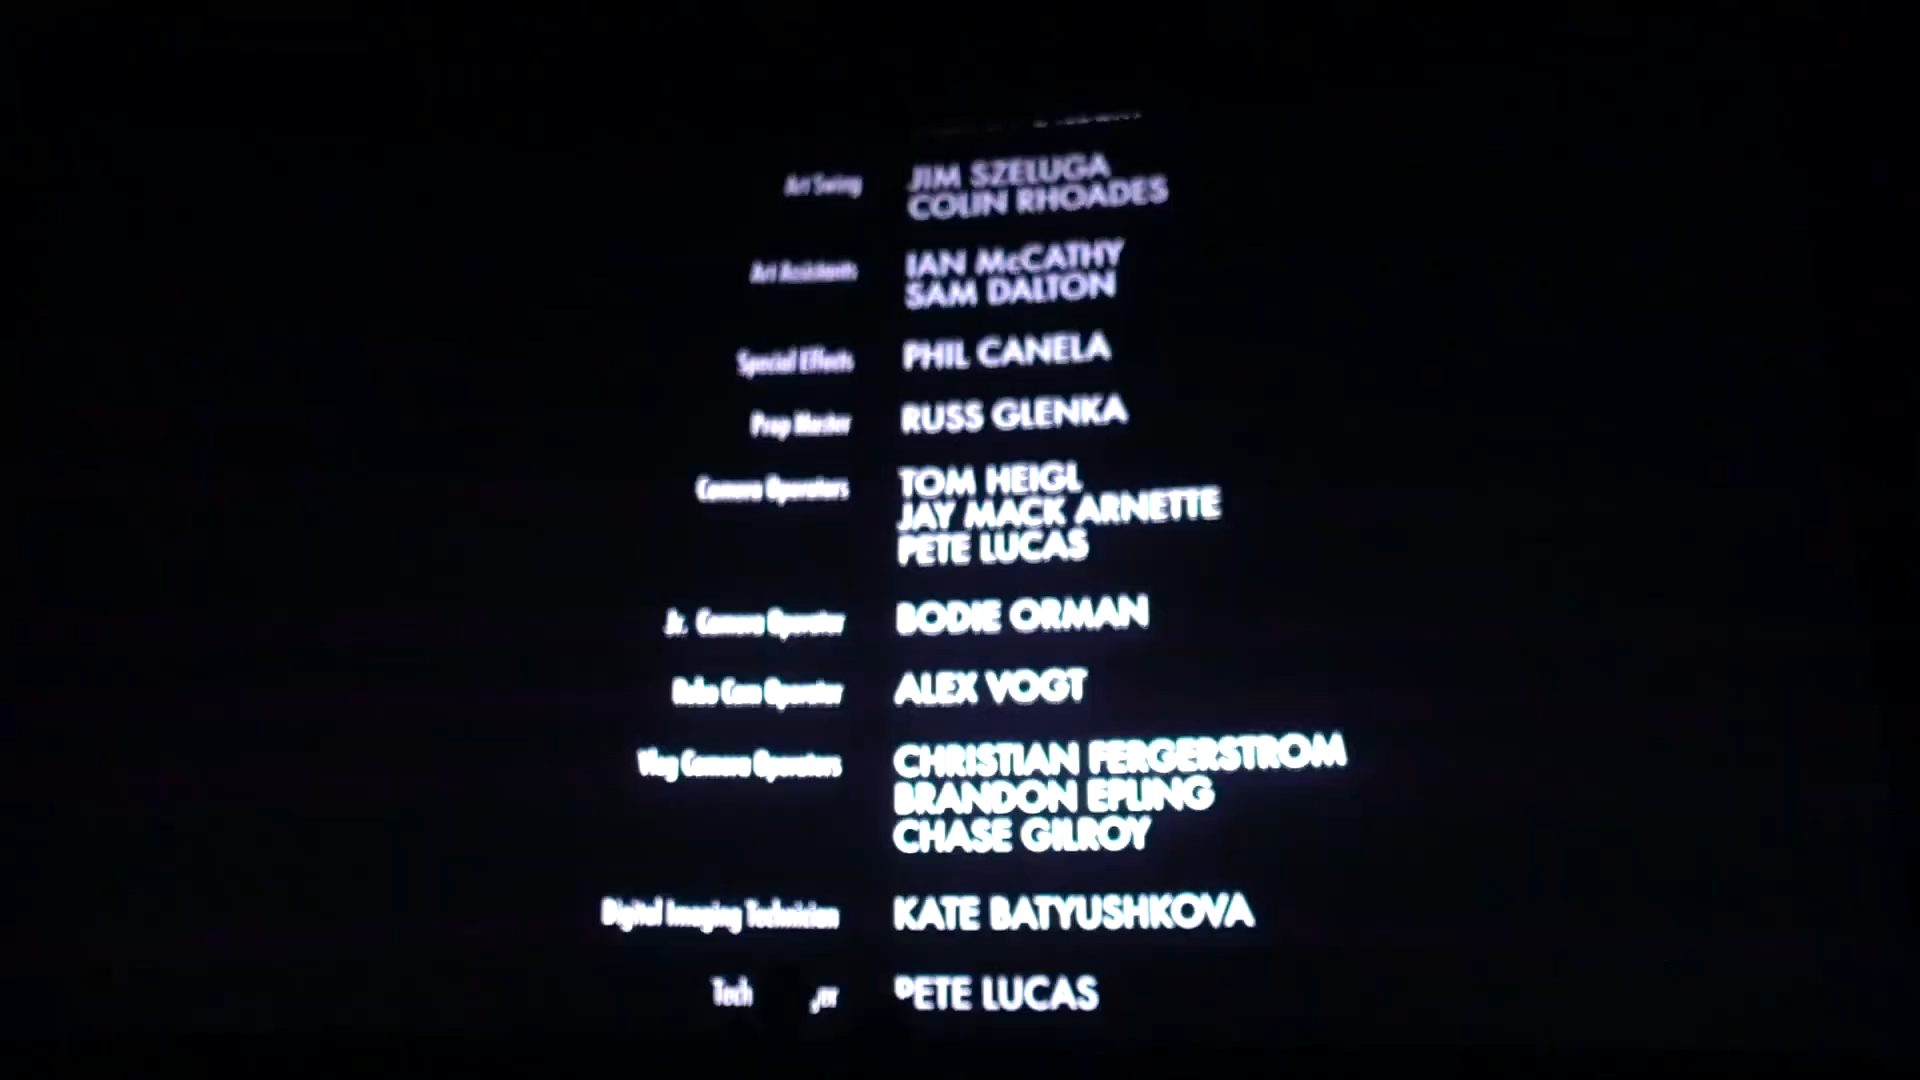 Art Swing JIM SZELUGA
COLIN RHOADES
Art Assistants IAN McCATHY
SAM DALTON
Special Effects PHIL CANELA
Prop Master RUSS GLENKA
Camera Operators TOM HEIGL
JAY MACK ARNETTE
PETE LUCAS
Jr. Camera Operator BODIE ORMAN
Robo Cam Operator ALEX VOGT
Vlog Camera Operators CHRISTIAN FERGERSTROM
BRANDON EPLING
CHASE GILROY
Digital Imaging Technician KATE BATYUSHKOVA
Tech PETE LUCAS